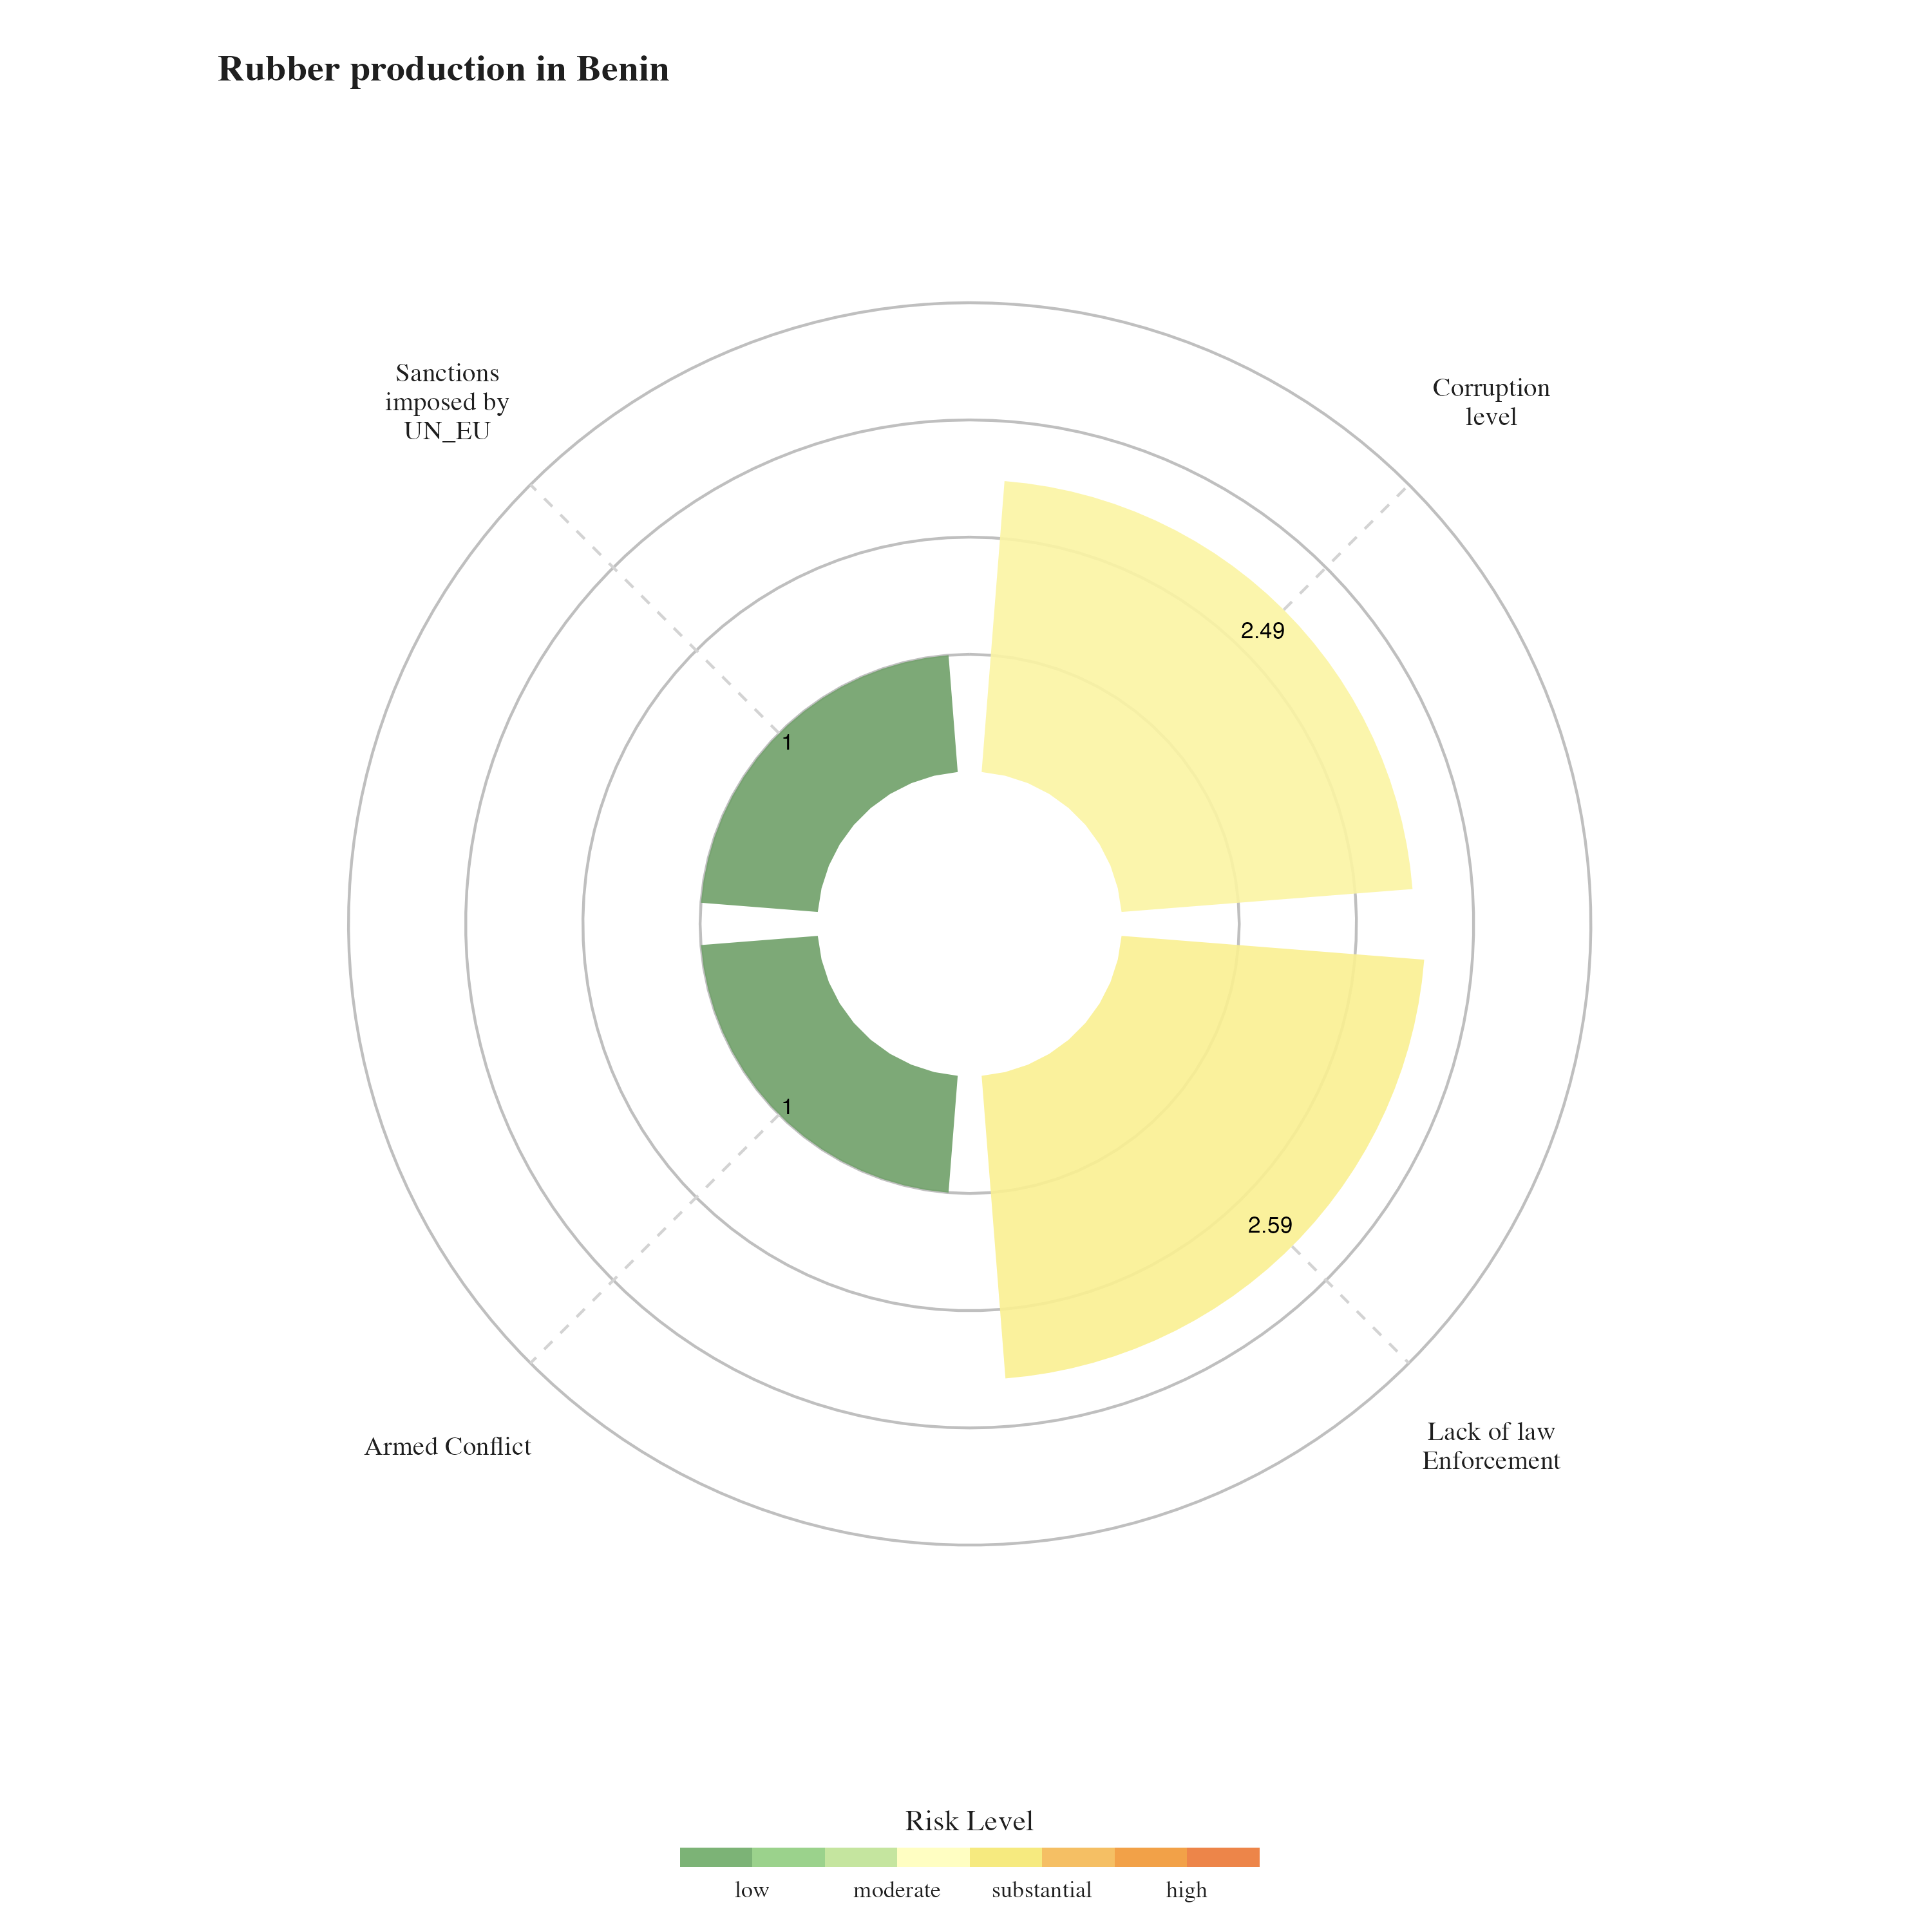 Rubber production in Benin
Sanctions
imposed by
UN_EU
Corruption
level
2.49
1
1
2.59
Armed Conflict
Lack of law
Enforcement
Risk Level
low moderate substantial high